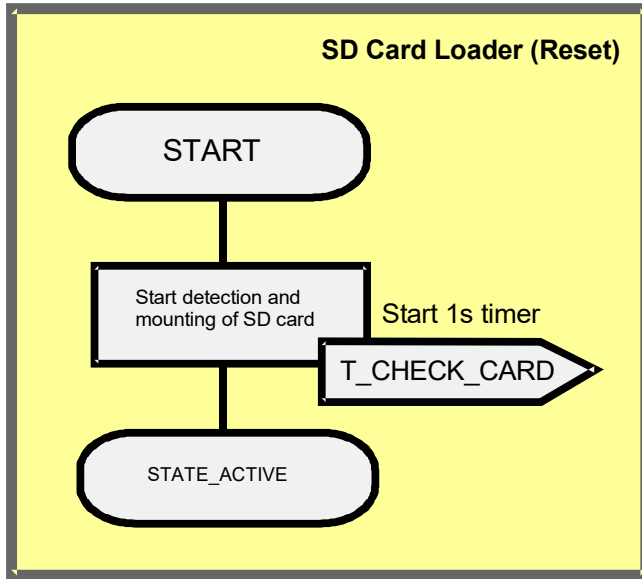 SD Card Loader (Reset)
START
Start detection and
mounting of SD card
Start 1s timer
T_CHECK_CARD
STATE_ACTIVE